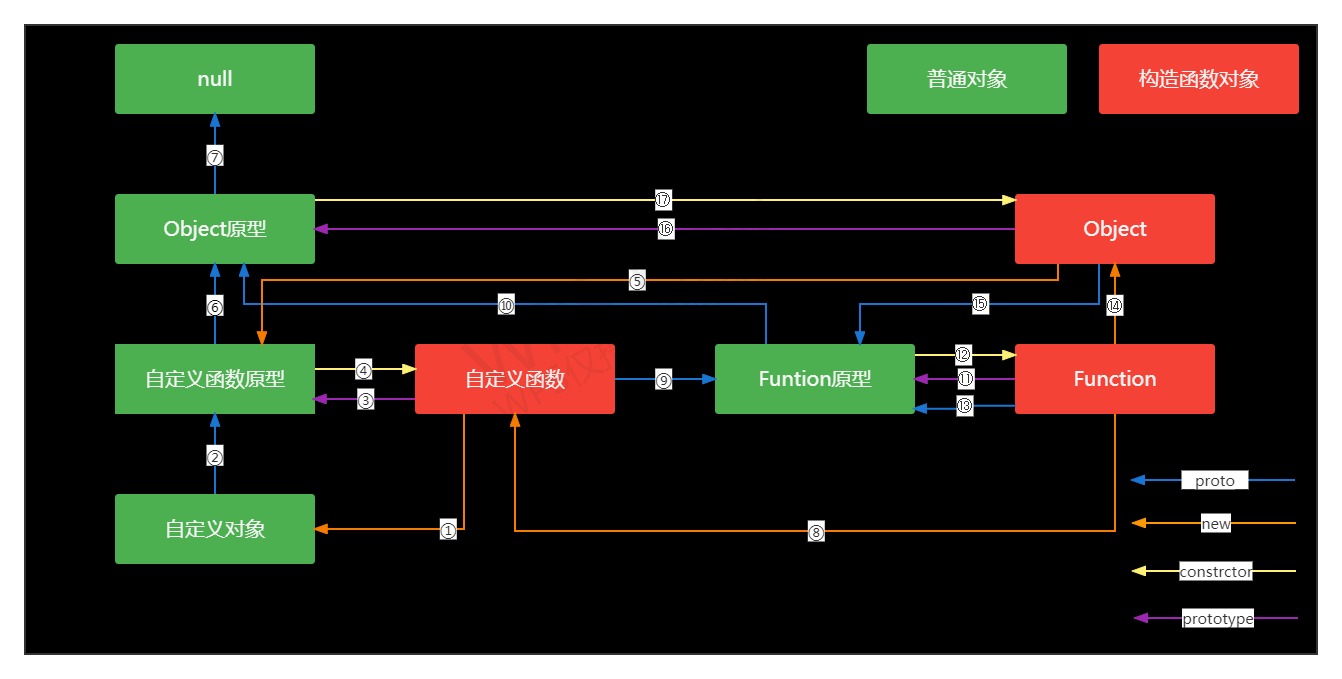 null
普通对象
构造函数对象
⑦
Object原型
⑰
⑯
Object
⑤
⑥
⑩
⑮
⑭
自定义函数原型
④
③
自定义函数
⑨
Funtion原型
⑫
⑪
⑬
Function
②
proto
自定义对象
①
⑧
new
constrctor
prototype